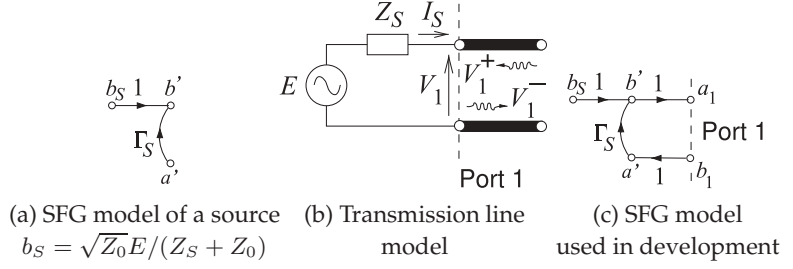 b_S 1 b'
Γ_S
a'
(a) SFG model of a source
b_S = √Z_0 E/(Z_S + Z_0)
Z_S I_S
E V_1 V_1^+
V_1^-
Port 1
(b) Transmission line
model
b_S 1 b' 1 a_1
Γ_S Port 1
a' 1 b_1
(c) SFG model
used in development